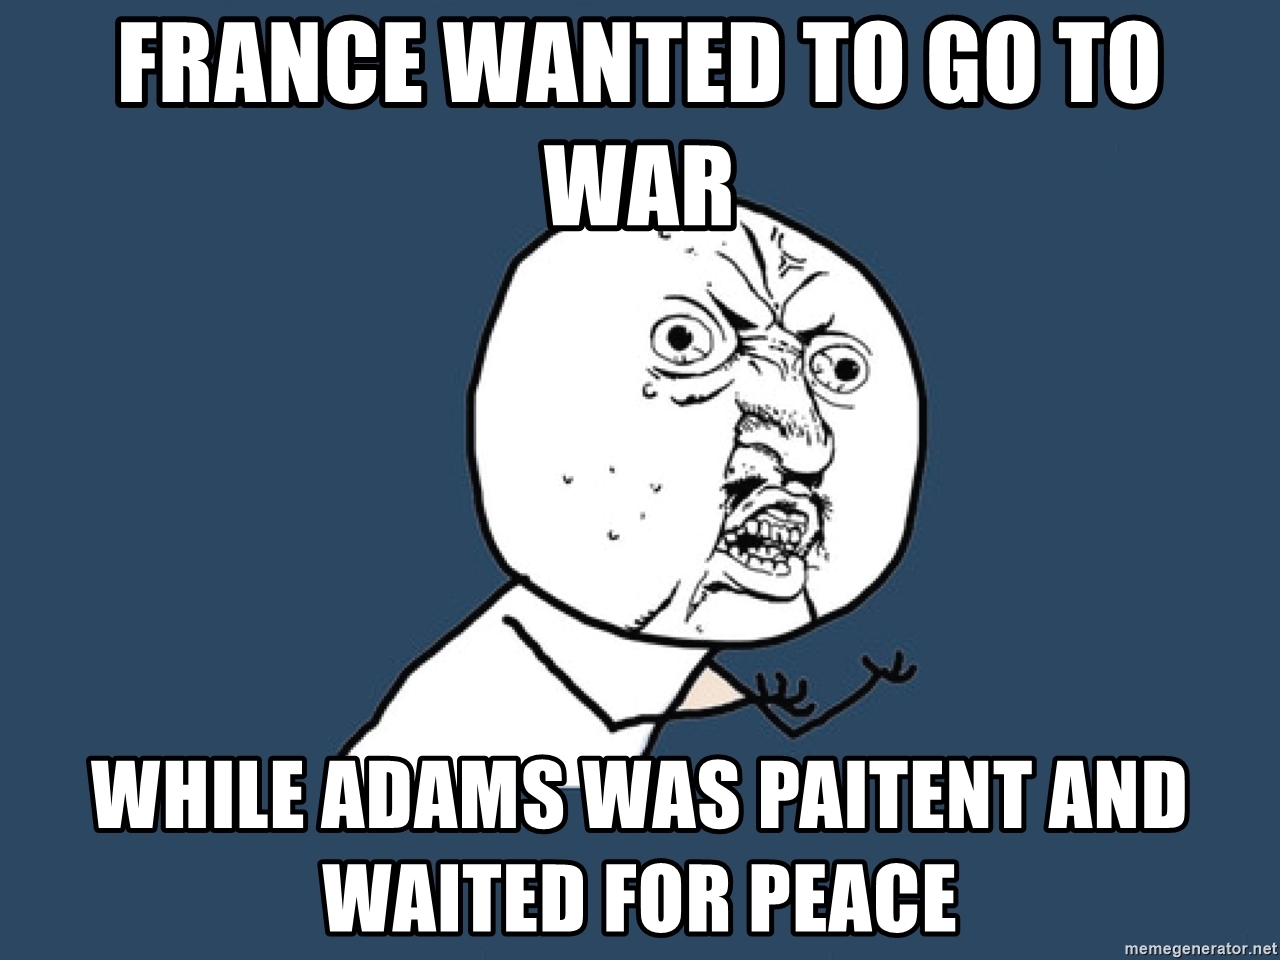 FRANCE WANTED TO GO TO
WAR
WHILE ADAMS WAS PAITENT AND
WAITED FOR PEACE
memegenerator.net